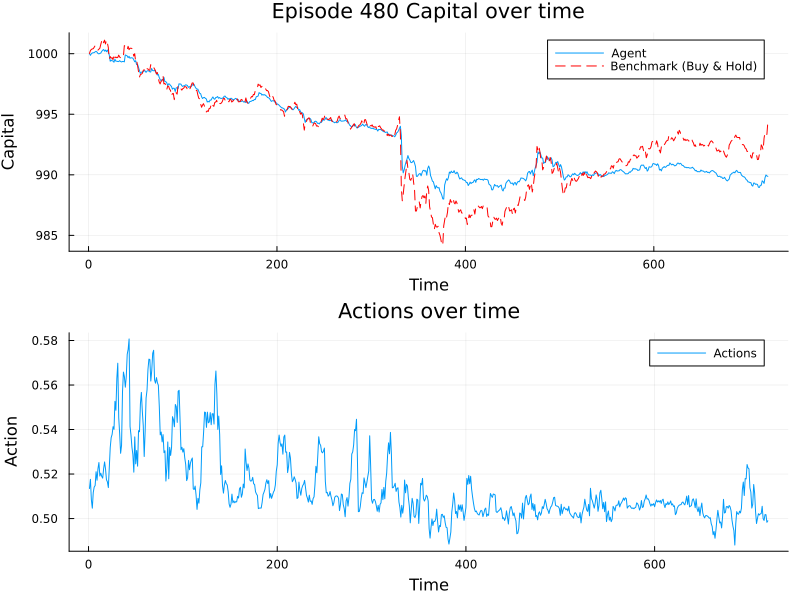 Episode 480 Capital over time
Capital
1000
995
990
985
Agent
Benchmark (Buy & Hold)
0
200
400
600
Time
Actions over time
Action
0.58
0.56
0.54
0.52
0.50
Actions
0
200
400
600
Time